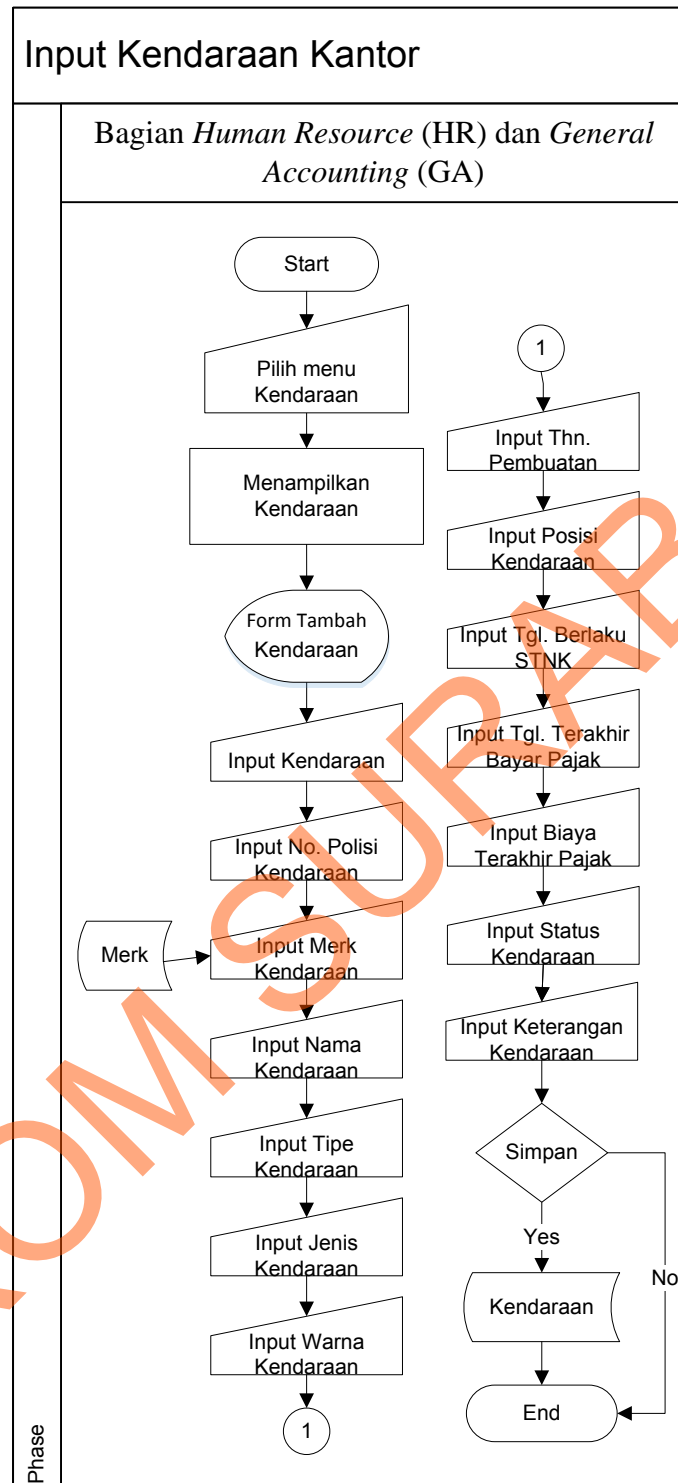 Input Kendaraan Kantor
Bagian Human Resource (HR) dan General
Accounting (GA)
Start
Pilih menu
Kendaraan
Menampilkan
Kendaraan
Form Tambah
Kendaraan
Input Kendaraan
Input No. Polisi
Kendaraan
Merk
Input Merk
Kendaraan
Input Nama
Kendaraan
Input Tipe
Kendaraan
Input Jenis
Kendaraan
Input Warna
Kendaraan
1
1
Input Thn.
Pembuatan
Input Posisi
Kendaraan
Input Tgl. Berlaku
STNK
Input Tgl. Terakhir
Bayar Pajak
Input Biaya
Terakhir Pajak
Input Status
Kendaraan
Input Keterangan
Kendaraan
Simpan
Yes
No
Kendaraan
End
Phase
OM SURAB